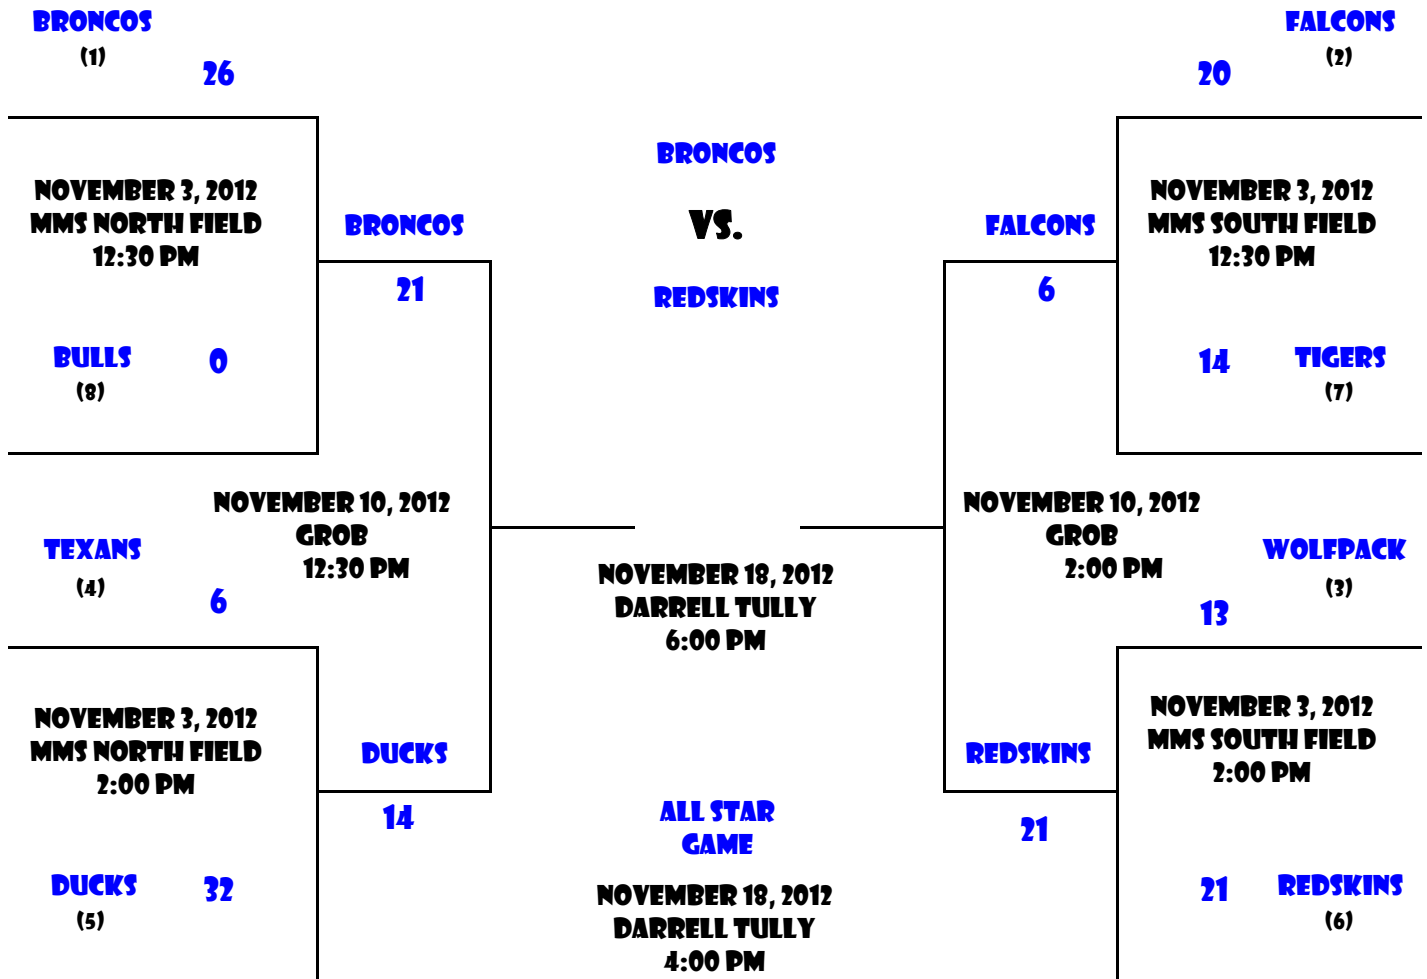 BRONCOS
(1)
26
NOVEMBER 3, 2012
MMS NORTH FIELD
12:30 PM
BULLS 0
(8)
TEXANS
(4)
6
NOVEMBER 3, 2012
MMS NORTH FIELD
2:00 PM
DUCKS 32
(5)
BRONCOS
21
NOVEMBER 10, 2012
GROB
12:30 PM
DUCKS
14
BRONCOS
VS.
REDSKINS
NOVEMBER 18, 2012
DARRELL TULLY
6:00 PM
ALL STAR
GAME
NOVEMBER 18, 2012
DARRELL TULLY
4:00 PM
FALCONS
6
NOVEMBER 10, 2012
GROB
2:00 PM
REDSKINS
21
FALCONS
(2)
20
NOVEMBER 3, 2012
MMS SOUTH FIELD
12:30 PM
14 TIGERS
(7)
WOLFPACK
(3)
13
NOVEMBER 3, 2012
MMS SOUTH FIELD
2:00 PM
21 REDSKINS
(6)